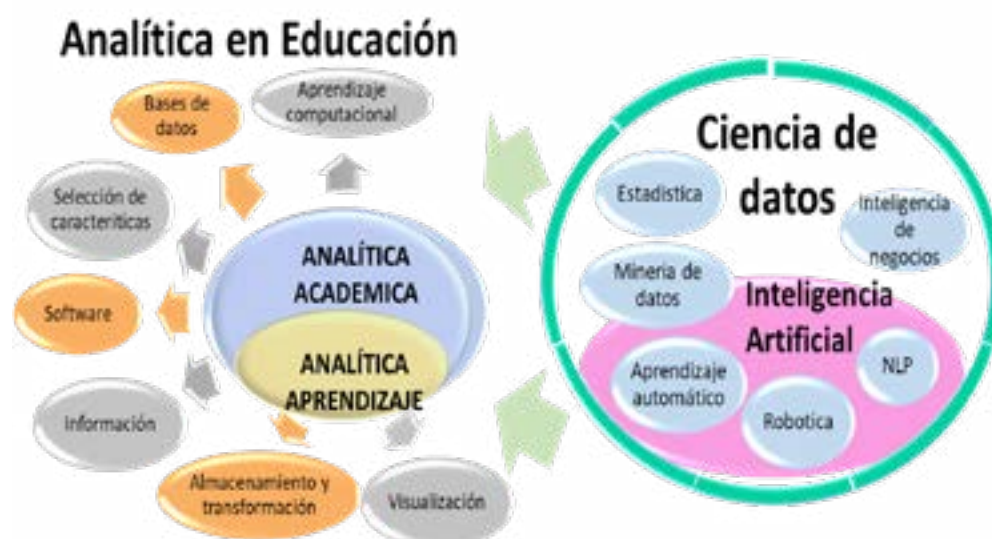 Analítica en Educación
Bases de
datos
Aprendizaje
computacional
Selección de
caracteríticas
Software
Información
Almacenamiento y
transformación
Visualización
ANALÍTICA
ACADEMICA
ANALÍTICA
APRENDIZAJE
Ciencia de
datos
Estadística
Inteligencia
de
negocios
Mineria de
datos
Inteligencia
Artificial
Aprendizaje
automático
Robotica
NLP